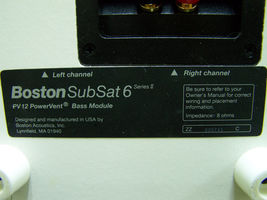 ▲ Left channel
▲ Right channel
Boston SubSat 6 Series II
PV12 PowerVent® Bass Module
Designed and manufactured in USA by
Boston Acoustics, Inc.
Lynnfield, MA 01940
Be sure to refer to your
Owner's Manual for correct
wiring and placement
information.
Impedance: 8 ohms
ZZ C